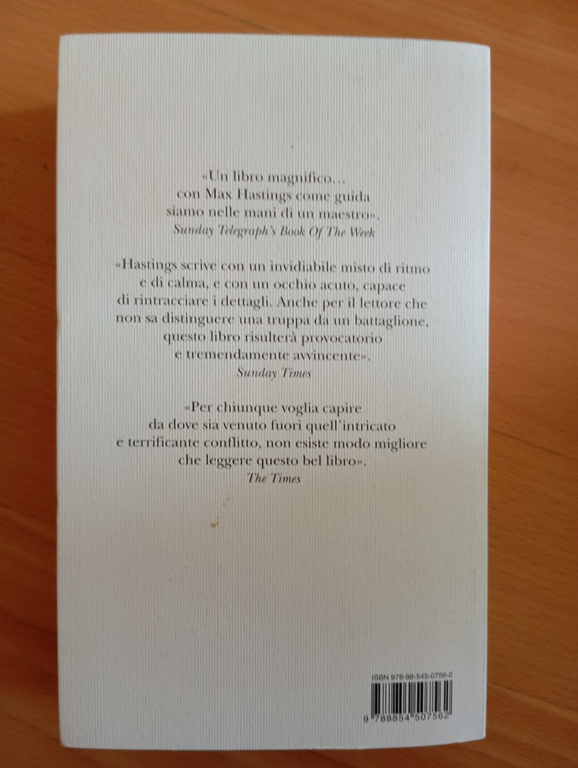 «Un libro magnifico…
con Max Hastings come guida
siamo nelle mani di un maestro».
Sunday Telegraph's Book Of The Week
«Hastings scrive con un invidiabile misto di ritmo
e di calma, e con un occhio acuto, capace
di rintracciare i dettagli. Anche per il lettore che
non sa distinguere una truppa da un battaglione,
questo libro risulterà provocatorio
e tremendamente avvincente».
Sunday Times
«Per chiunque voglia capire
da dove sia venuto fuori quell'intricato
e terrificante conflitto, non esiste modo migliore
che leggere questo bel libro».
The Times
ISBN 978-88-545-0756-2
9 788854 507562